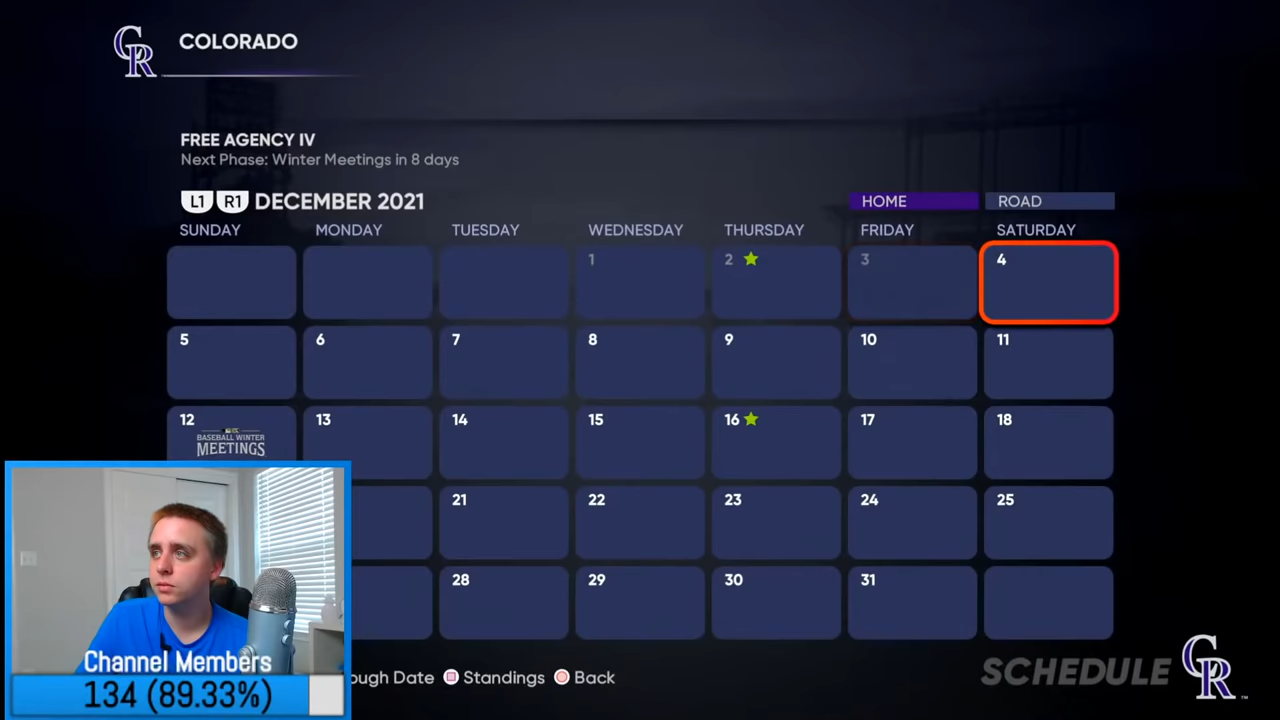 CR COLORADO
FREE AGENCY IV
Next Phase: Winter Meetings in 8 days
L1 R1 DECEMBER 2021 HOME ROAD
SUNDAY MONDAY TUESDAY WEDNESDAY THURSDAY FRIDAY SATURDAY
1 2 3 4
5 6 7 8 9 10 11
12 13 14 15 16 17 18
BASEBALL WINTER
MEETINGS
21 22 23 24 25
28 29 30 31
Channel Members
134 (89.33%)
ough Date Standings Back
SCHEDULE CR